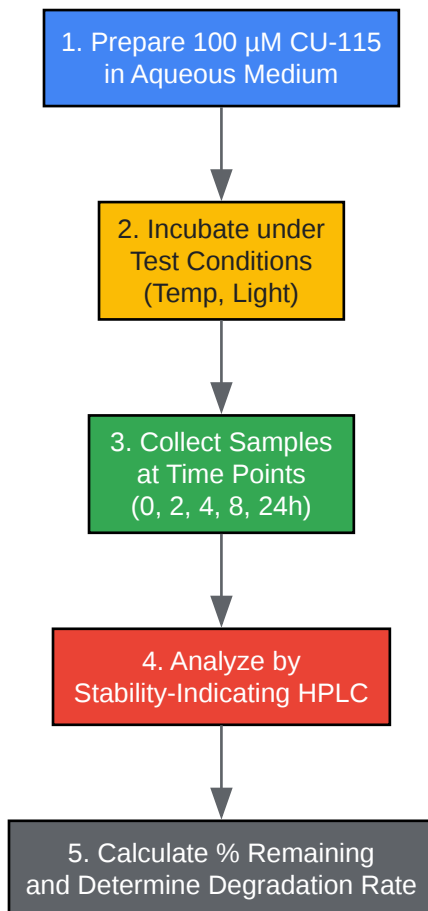 1. Prepare 100 µM CU-115
in Aqueous Medium
2. Incubate under
Test Conditions
(Temp, Light)
3. Collect Samples
at Time Points
(0, 2, 4, 8, 24h)
4. Analyze by
Stability-Indicating HPLC
5. Calculate % Remaining
and Determine Degradation Rate